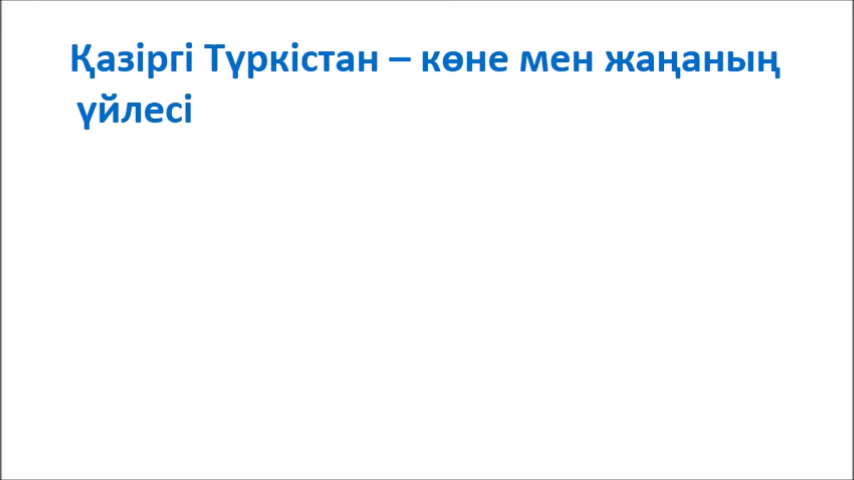 Қазіргі Түркістан – көне мен жаңаның
үйлесі